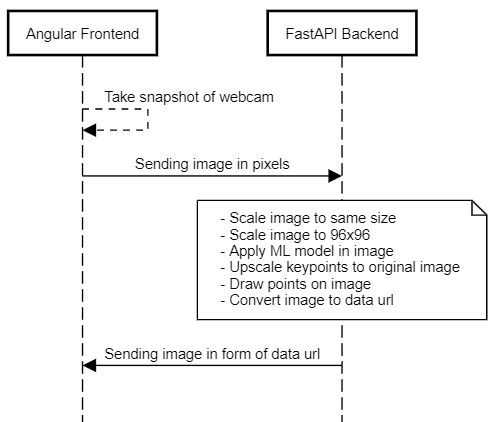 Angular Frontend
FastAPI Backend
Take snapshot of webcam
Sending image in pixels
- Scale image to same size
- Scale image to 96x96
- Apply ML model in image
- Upscale keypoints to original image
- Draw points on image
- Convert image to data url
Sending image in form of data url